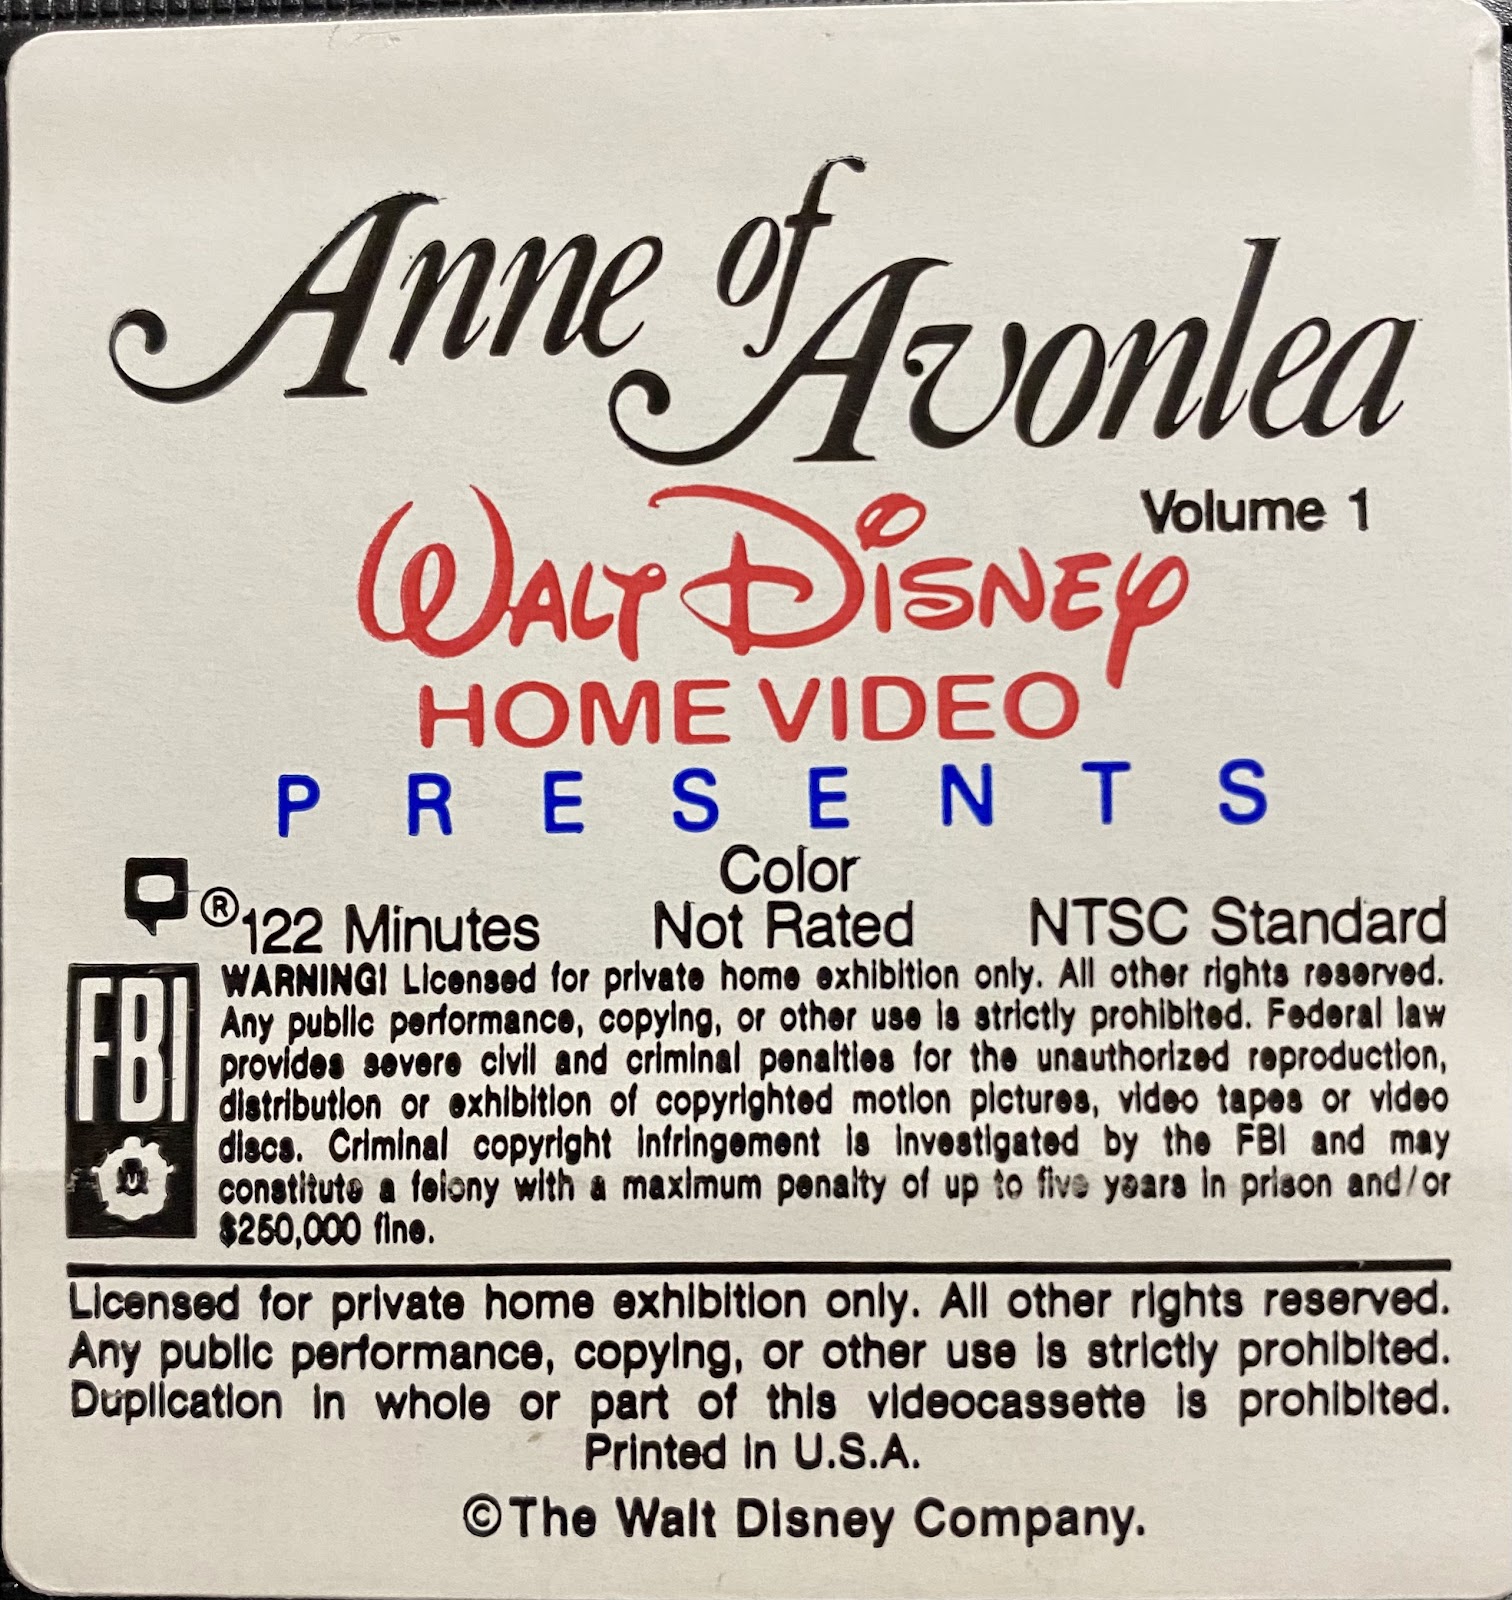 Anne of Avonlea
Volume 1
WALT DISNEY
HOME VIDEO
PRESENTS
Color
®122 Minutes Not Rated NTSC Standard
FBI
WARNING! Licensed for private home exhibition only. All other rights reserved.
Any public performance, copying, or other use is strictly prohibited. Federal law
provides severe civil and criminal penalties for the unauthorized reproduction,
distribution or exhibition of copyrighted motion pictures, video tapes or video
discs. Criminal copyright infringement is investigated by the FBI and may
constitute a felony with a maximum penalty of up to five years in prison and/or
$250,000 fine.
Licensed for private home exhibition only. All other rights reserved.
Any public performance, copying, or other use is strictly prohibited.
Duplication in whole or part of this videocassette is prohibited.
Printed in U.S.A.
©The Walt Disney Company.